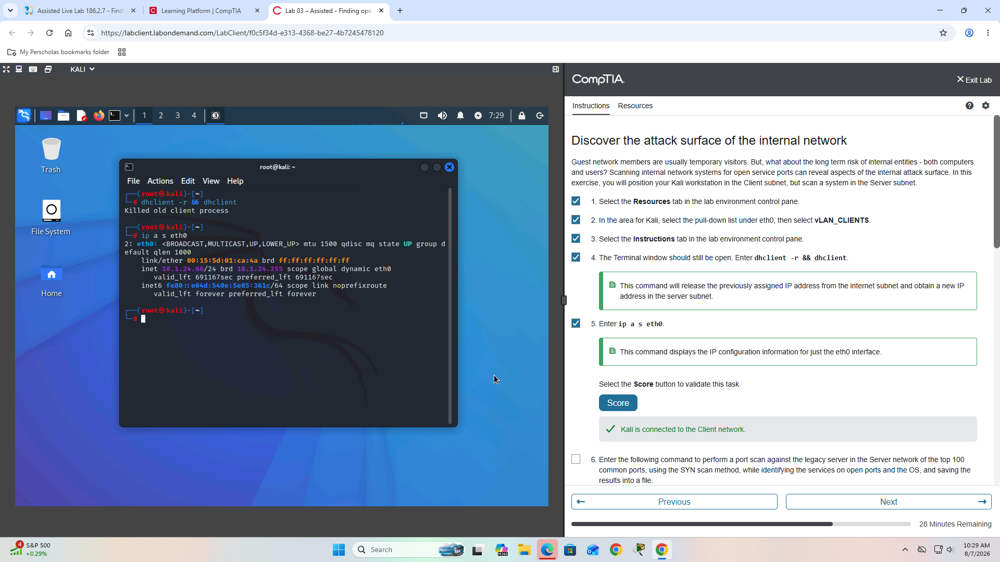 Assisted Live Lab 186.2.7 - Findi
Learning Platform | CompTIA
Lab 03 – Assisted - Finding ope
https://labclient.labondemand.com/LabClient/f0c5f34d-e313-4368-be27-4b7245478120
My Perscholas bookmarks folder
KALI
CompTIA
Exit Lab
Instructions Resources
1 2 3 4 7:29
Trash
File System
Home
root@kali: ~
File Actions Edit View Help
┌──(root㉿kali)-[~]
└─# dhclient -r && dhclient
Killed old client process
┌──(root㉿kali)-[~]
└─# ip a s eth0
2: eth0: <BROADCAST,MULTICAST,UP,LOWER_UP> mtu 1500 qdisc mq state UP group d
efault qlen 1000
link/ether 00:15:5d:01:ca:4a brd ff:ff:ff:ff:ff:ff
inet 10.1.24.66/24 brd 10.1.24.255 scope global dynamic eth0
valid_lft 691167sec preferred_lft 691167sec
inet6 fe80::e04d:540e:5e85:361c/64 scope link noprefixroute
valid_lft forever preferred_lft forever
┌──(root㉿kali)-[~]
└─#
Discover the attack surface of the internal network
Guest network members are usually temporary visitors. But, what about the long term risk of internal entities - both computers
and users? Scanning internal network systems for open service ports can reveal aspects of the internal attack surface. In this
exercise, you will position your Kali workstation in the Client subnet, but scan a system in the Server subnet.
1. Select the Resources tab in the lab environment control pane.
2. In the area for Kali, select the pull-down list under eth0, then select vLAN_CLIENTS.
3. Select the Instructions tab in the lab environment control pane.
4. The Terminal window should still be open. Enter dhclient -r && dhclient.
This command will release the previously assigned IP address from the internet subnet and obtain a new IP
address in the server subnet.
5. Enter ip a s eth0.
This command displays the IP configuration information for just the eth0 interface.
Select the Score button to validate this task.
Score
Kali is connected to the Client network.
6. Enter the following command to perform a port scan against the legacy server in the Server network of the top 100
common ports, using the SYN scan method, while identifying the services on open ports and the OS, and saving the
results into a file.
Previous
Next
28 Minutes Remaining
4
S&P 500
+0.29%
Search
M365
10:29 AM
8/7/2026